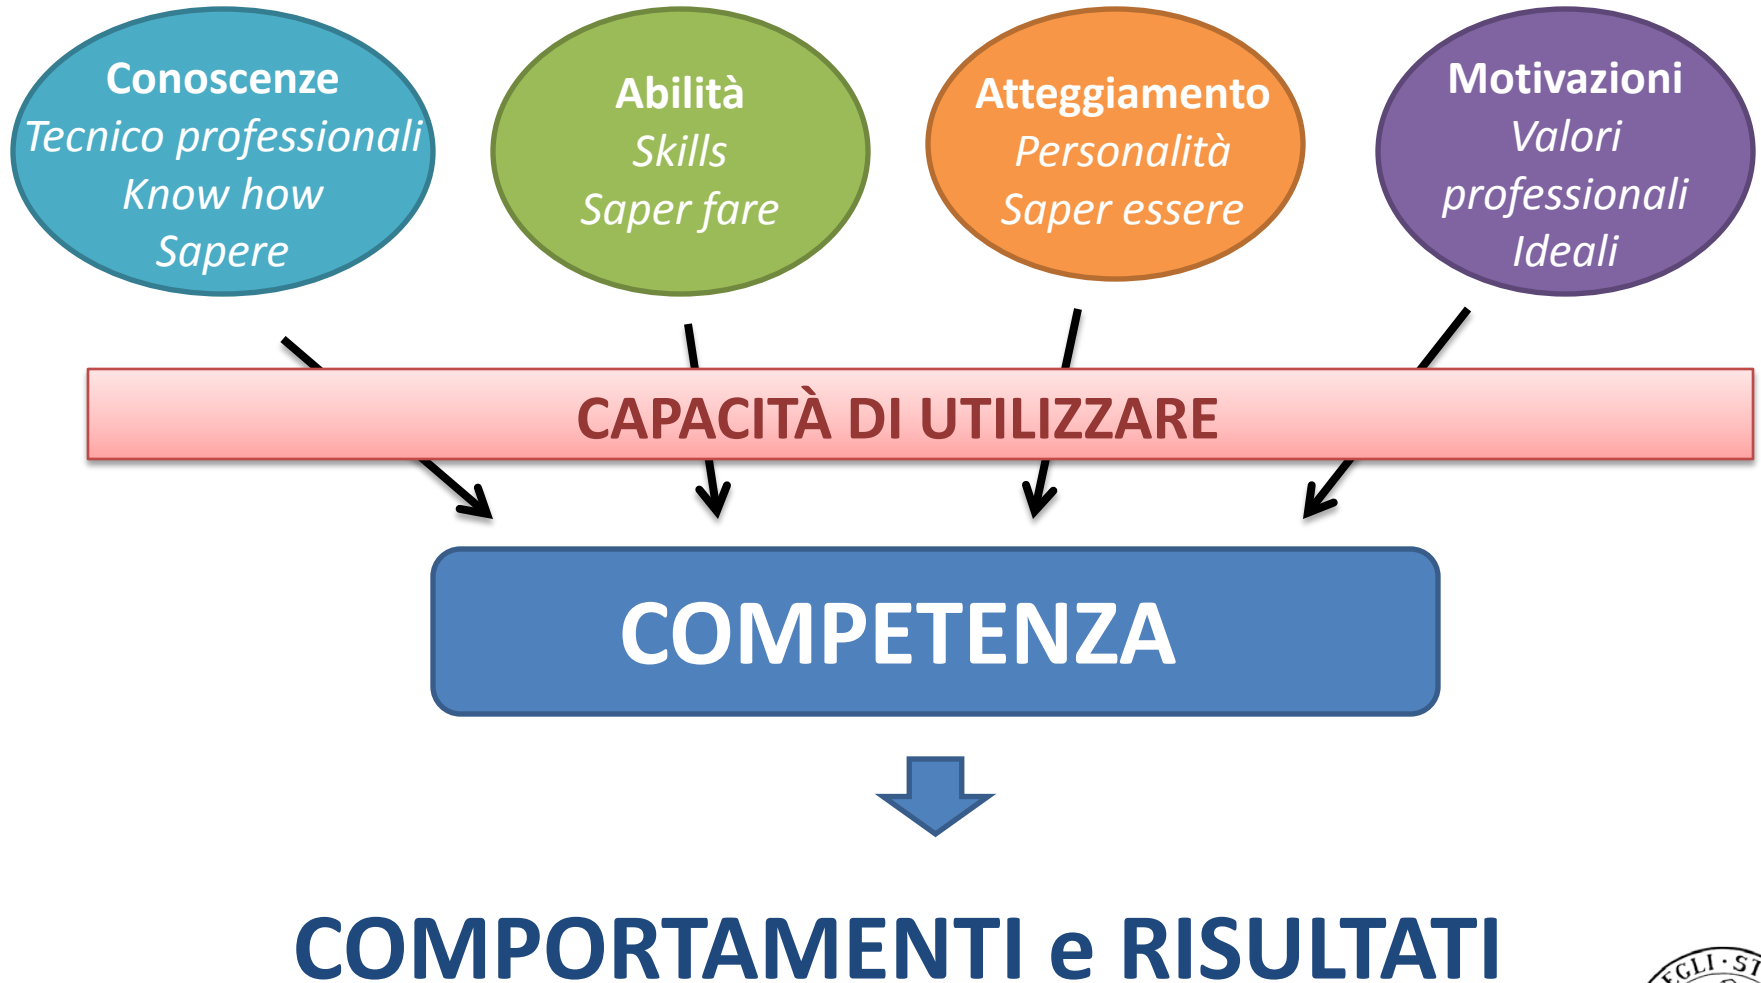 Conoscenze
Tecnico professionali
Know how
Sapere
Abilità
Skills
Saper fare
Atteggiamento
Personalità
Saper essere
Motivazioni
Valori
professionali
Ideali
CAPACITÀ DI UTILIZZARE
COMPETENZA
COMPORTAMENTI e RISULTATI